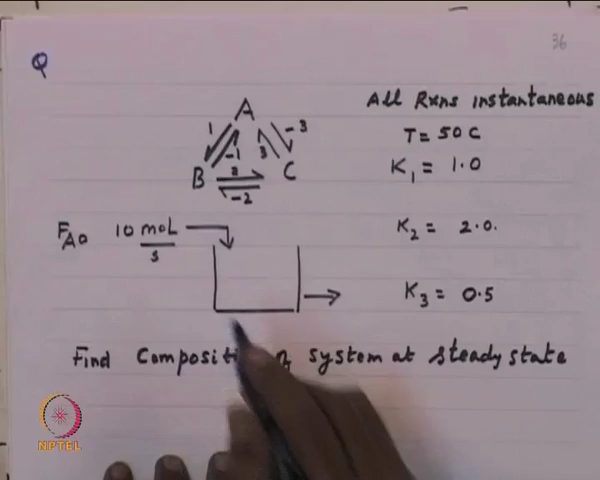 36
Q
All Rxns instantaneous
A
1
-1
3
-3
T = 50 C
K1 = 1.0
B
2
-2
C
FA0 10 mol/s
K2 = 2.0.
K3 = 0.5
Find of system at steady state
NPTEL